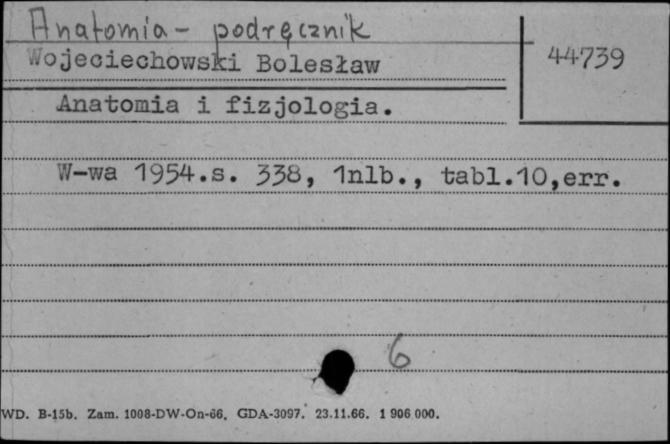 Anatomia - podręcznik
Wojeciechowski Bolesław
44739
Anatomia i fizjologia.
W-wa 1954.s. 338, 1nlb., tabl.10,err.
6
WD. B-15b. Zam. 1008-DW-On-66. GDA-3097. 23.11.66. 1 906 000.